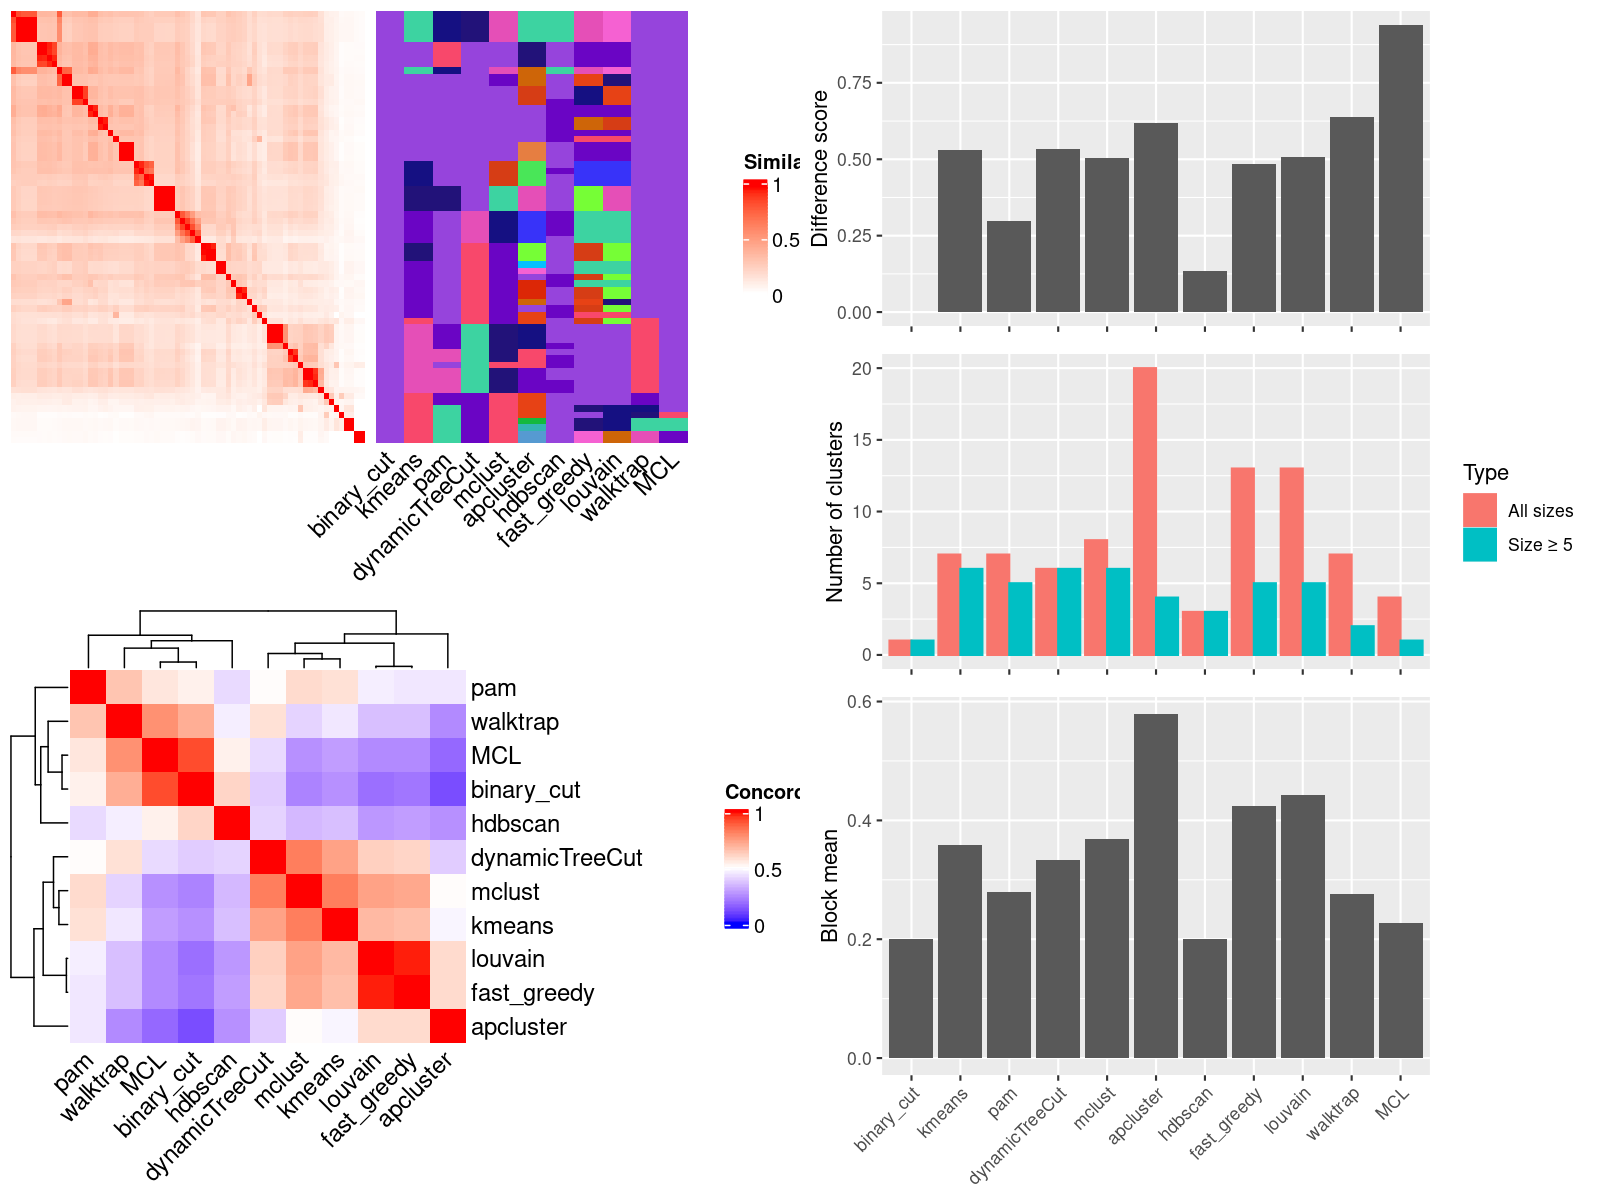 Simila
1
0.5
0
binary_cut
kmeans
pam
dynamicTreeCut
mclust
apcluster
hdbscan
fast_greedy
louvain
walktrap
MCL
Difference score
0.75
0.50
0.25
0.00
Number of clusters
20
15
10
5
0
Type
All sizes
Size ≥ 5
pam
walktrap
MCL
binary_cut
hdbscan
dynamicTreeCut
mclust
kmeans
louvain
fast_greedy
apcluster
pam
walktrap
MCL
binary_cut
hdbscan
dynamicTreeCut
mclust
kmeans
louvain
fast_greedy
apcluster
Concorc
1
0.5
0
Block mean
0.6
0.4
0.2
0.0
binary_cut
kmeans
pam
dynamicTreeCut
mclust
apcluster
hdbscan
fast_greedy
louvain
walktrap
MCL